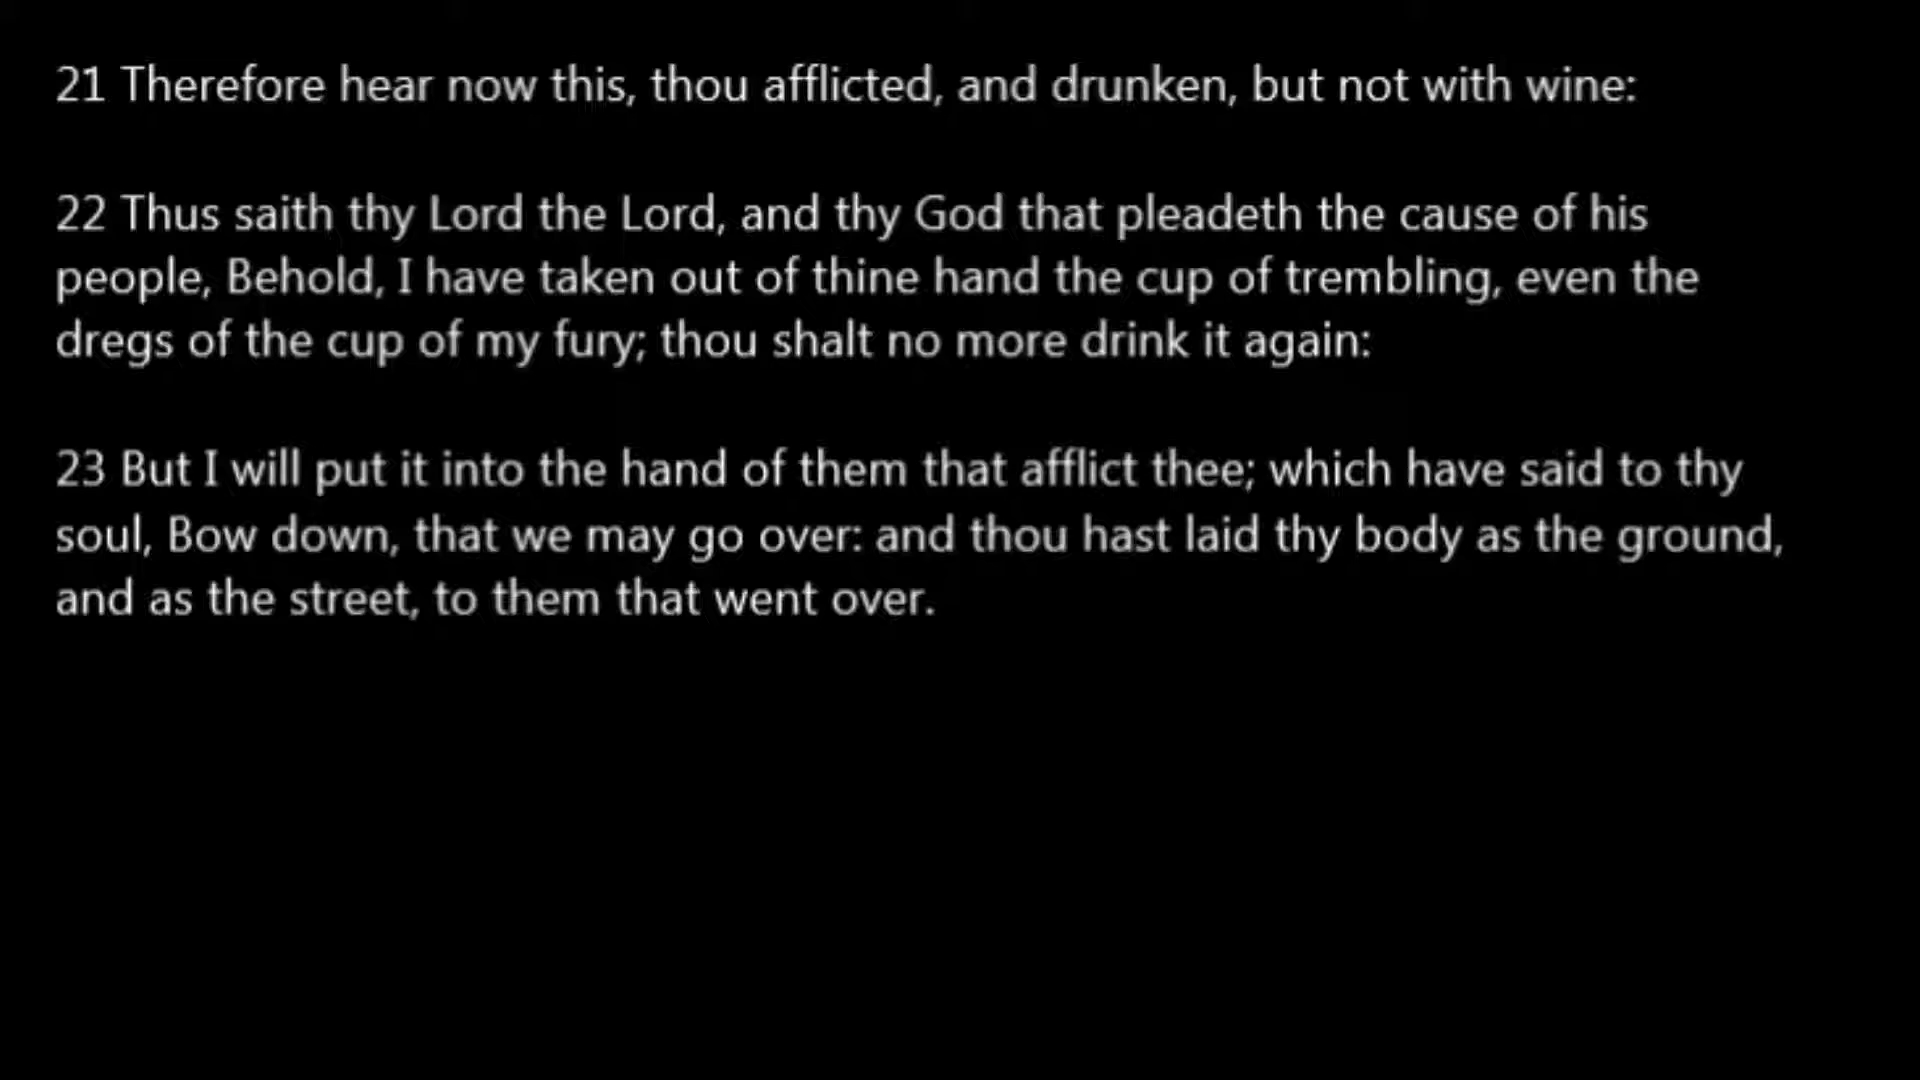 21 Therefore hear now this, thou afflicted, and drunken, but not with wine:
22 Thus saith thy Lord the Lord, and thy God that pleadeth the cause of his
people, Behold, I have taken out of thine hand the cup of trembling, even the
dregs of the cup of my fury; thou shalt no more drink it again:
23 But I will put it into the hand of them that afflict thee; which have said to thy
soul, Bow down, that we may go over: and thou hast laid thy body as the ground,
and as the street, to them that went over.